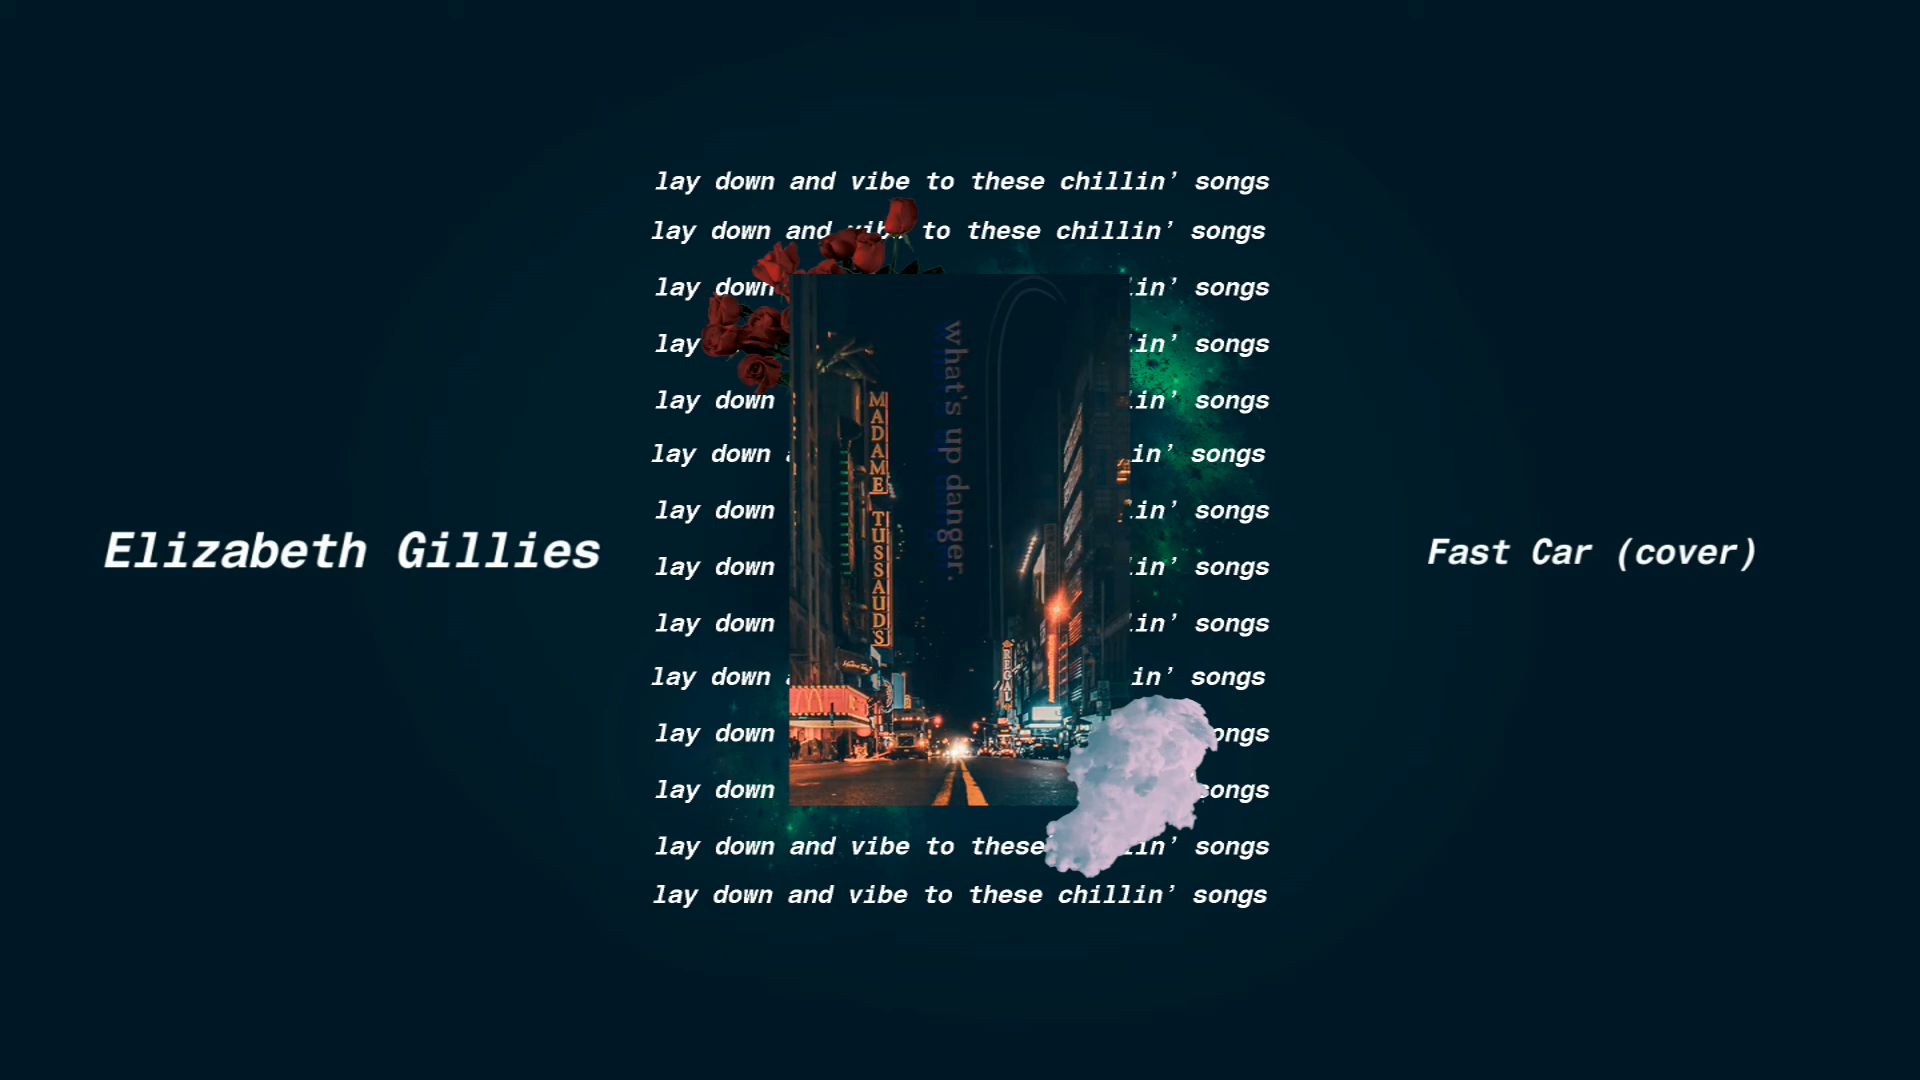 lay down and vibe to these chillin' songs
lay down and vibe to these chillin' songs
lay down in' songs
lay in' songs
lay down in' songs
lay down in' songs
lay down in' songs
lay down in' songs
lay down in' songs
lay down in' songs
lay down songs
lay down songs
lay down and vibe to these in' songs
lay down and vibe to these chillin' songs
Elizabeth Gillies
Fast Car (cover)
what's up danger.
MADAME TUSSAUDS
REGAL